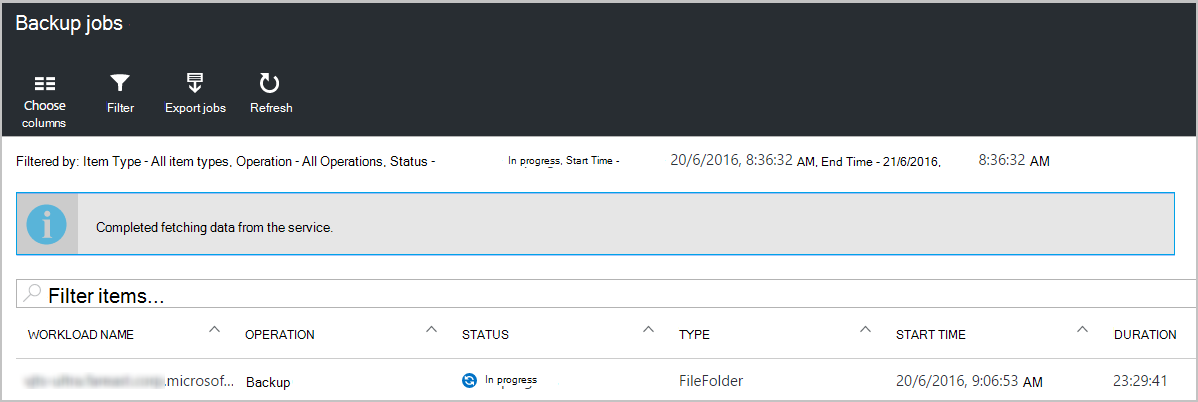 Backup jobs
Choose columns
Filter
Export jobs
Refresh
Filtered by: Item Type - All item types, Operation - All Operations, Status - In progress, Start Time - 20/6/2016, 8:36:32 AM, End Time - 21/6/2016, 8:36:32 AM
Completed fetching data from the service.
Filter items...
WORKLOAD NAME OPERATION STATUS TYPE START TIME DURATION
.microsof... Backup In progress FileFolder 20/6/2016, 9:06:53 AM 23:29:41